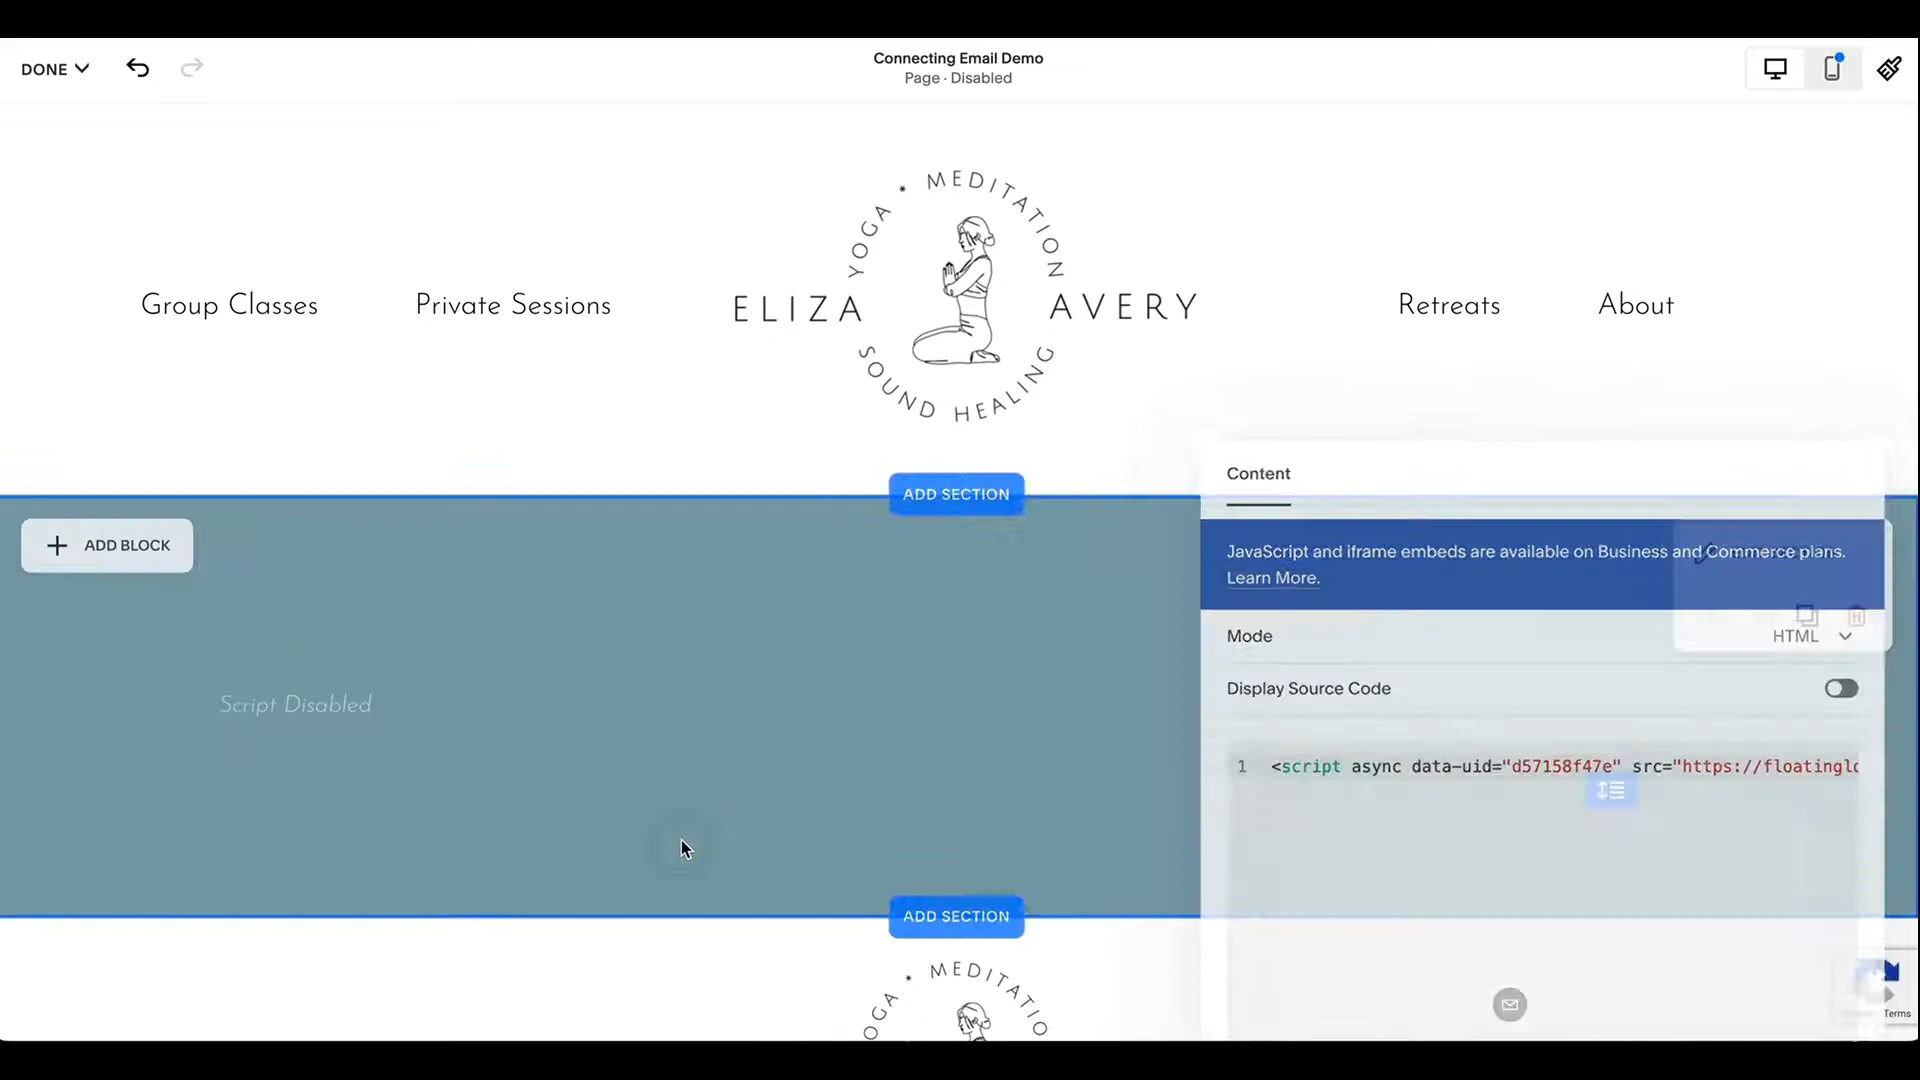 DONE
Connecting Email Demo
Page · Disabled
YOGA * MEDITATION
Group Classes
Private Sessions
ELIZA
AVERY
Retreats
About
SOUND HEALING
ADD SECTION
Content
ADD BLOCK
JavaScript and iframe embeds are available on Business and Commerce plans.
Learn More.
Mode
HTML
Display Source Code
Script Disabled
1 <script async data-uid="d57158f47e" src="https://floatinglo
ADD SECTION
YOGA * MEDITATIO
Terms